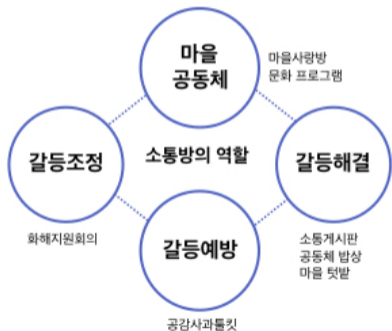 마을
공동체
마을사랑방
문화 프로그램
갈등조정
소통방의 역할
갈등해결
화해지원회의
갈등예방
소통게시판
공동체 밥상
마을 텃밭
공감사과툴킷